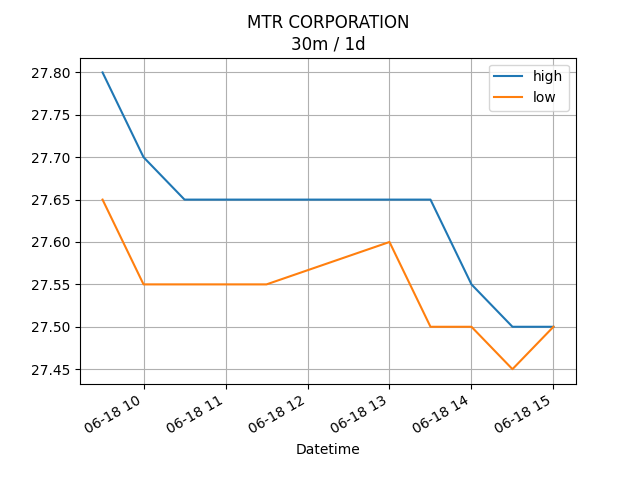 MTR CORPORATION
30m / 1d
high
low
27.80
27.75
27.70
27.65
27.60
27.55
27.50
27.45
06-18 10
06-18 11
06-18 12
06-18 13
06-18 14
06-18 15
Datetime